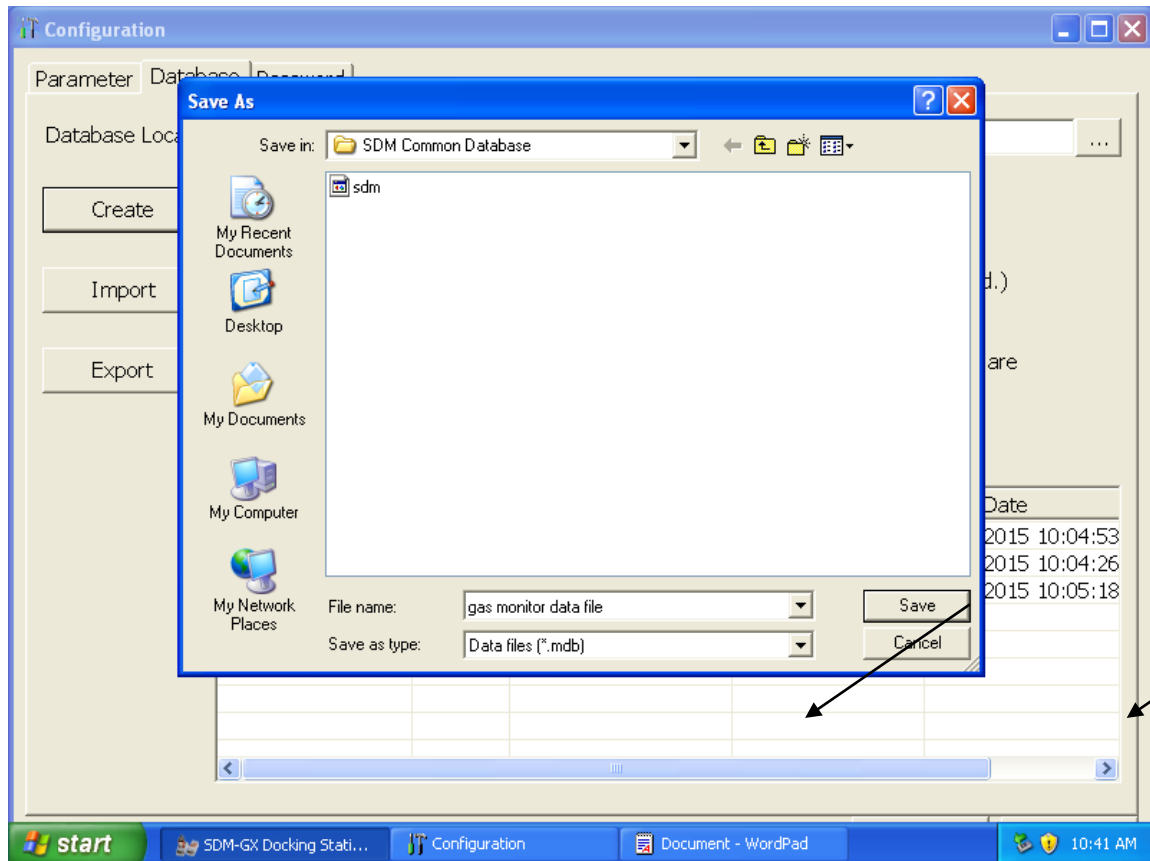 Configuration
Parameter Database Password
Save As
Database Loca
Save in: SDM Common Database
...
sdm
Create
My Recent Documents
Import
d.)
Desktop
Export
are
My Documents
My Computer
Date
2015 10:04:53
2015 10:04:26
2015 10:05:18
My Network Places
File name: gas monitor data file Save
Save as type: Data files (*.mdb) Cancel
start SDM-GX Docking Stati... Configuration Document - WordPad 10:41 AM